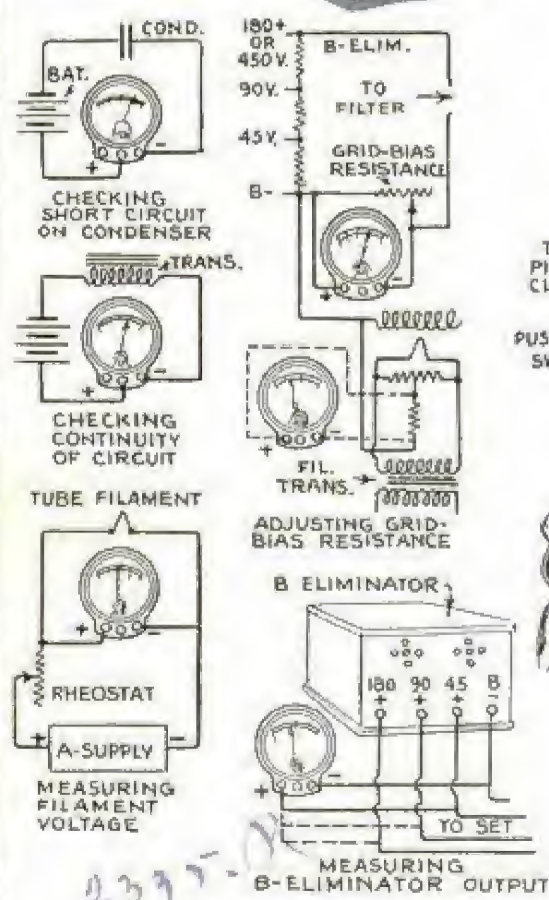 COND.
BAT.
+
-
CHECKING
SHORT CIRCUIT
ON CONDENSER
TRANS.
+
-
CHECKING
CONTINUITY
OF CIRCUIT
TUBE FILAMENT
+
-
RHEOSTAT
+
-
A-SUPPLY
MEASURING
FILAMENT
VOLTAGE
180+
OR
450 V.
B-ELIM.
90V.
TO
FILTER
45V.
GRID-BIAS
RESISTANCE
B-
+
-
+
-
FIL.
TRANS.
ADJUSTING GRID-
BIAS RESISTANCE
B ELIMINATOR
180 90 45 B
+ + + -
+
-
TO SET
MEASURING
B-ELIMINATOR OUTPUT